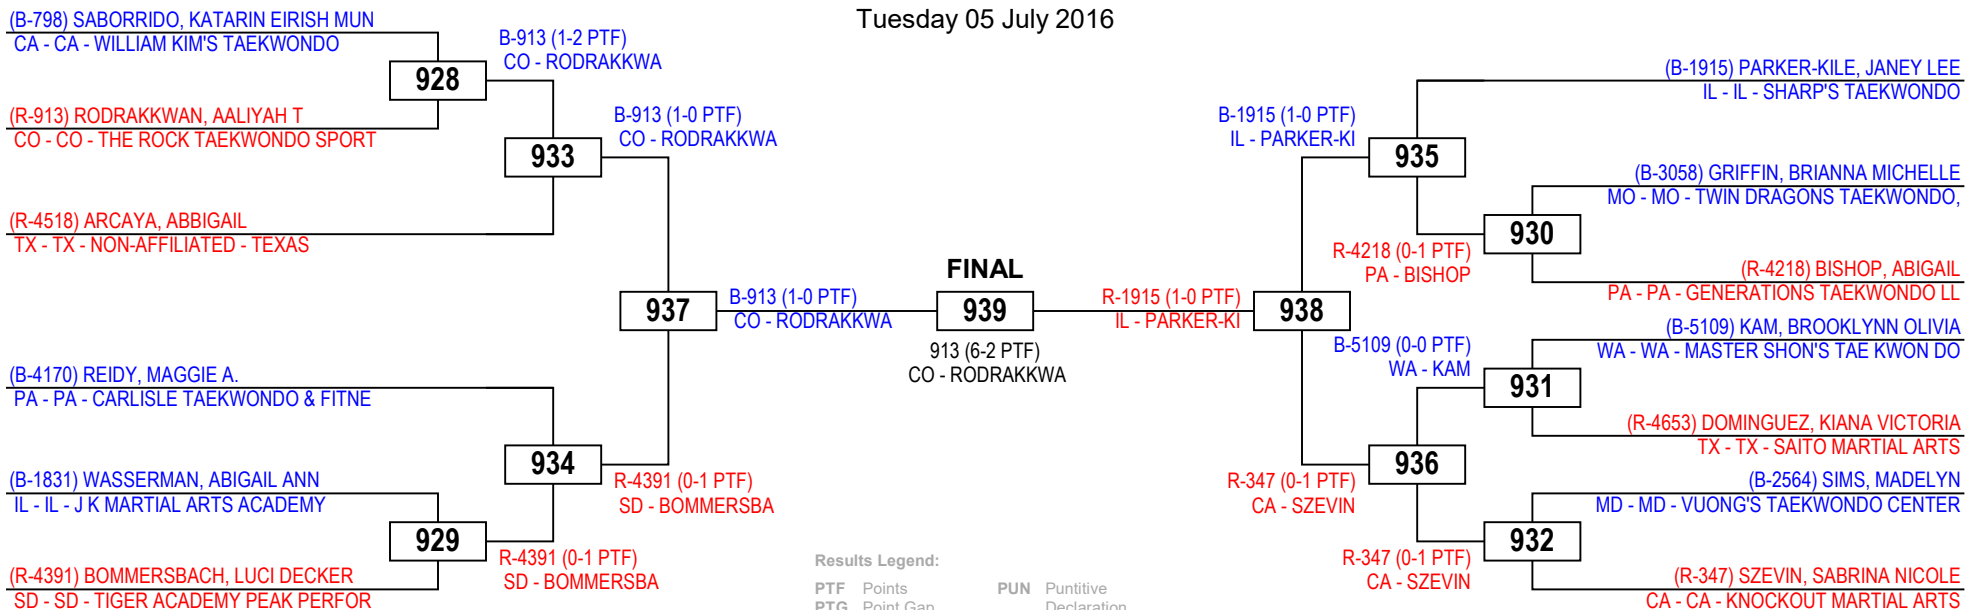 Tuesday 05 July 2016
(B-798) SABORRIDO, KATARIN EIRISH MUN
CA - CA - WILLIAM KIM'S TAEKWONDO
928
(R-913) RODRAKKWAN, AALIYAH T
CO - CO - THE ROCK TAEKWONDO SPORT
B-913 (1-2 PTF)
CO - RODRAKKWA
933
(R-4518) ARCAYA, ABBIGAIL
TX - TX - NON-AFFILIATED - TEXAS
B-913 (1-0 PTF)
CO - RODRAKKWA
937
(B-4170) REIDY, MAGGIE A.
PA - PA - CARLISLE TAEKWONDO & FITNE
934
(B-1831) WASSERMAN, ABIGAIL ANN
IL - IL - J K MARTIAL ARTS ACADEMY
929
(R-4391) BOMMERSBACH, LUCI DECKER
SD - SD - TIGER ACADEMY PEAK PERFOR
R-4391 (0-1 PTF)
SD - BOMMERSBA
R-4391 (0-1 PTF)
SD - BOMMERSBA
B-913 (1-0 PTF)
CO - RODRAKKWA
FINAL
939
913 (6-2 PTF)
CO - RODRAKKWA
R-1915 (1-0 PTF)
IL - PARKER-KI
938
B-1915 (1-0 PTF)
IL - PARKER-KI
935
(B-1915) PARKER-KILE, JANEY LEE
IL - IL - SHARP'S TAEKWONDO
(B-3058) GRIFFIN, BRIANNA MICHELLE
MO - MO - TWIN DRAGONS TAEKWONDO,
930
R-4218 (0-1 PTF)
PA - BISHOP
(R-4218) BISHOP, ABIGAIL
PA - PA - GENERATIONS TAEKWONDO LL
(B-5109) KAM, BROOKLYNN OLIVIA
WA - WA - MASTER SHON'S TAE KWON DO
B-5109 (0-0 PTF)
WA - KAM
931
(R-4653) DOMINGUEZ, KIANA VICTORIA
TX - TX - SAITO MARTIAL ARTS
936
R-347 (0-1 PTF)
CA - SZEVIN
(B-2564) SIMS, MADELYN
MD - MD - VUONG'S TAEKWONDO CENTER
932
R-347 (0-1 PTF)
CA - SZEVIN
(R-347) SZEVIN, SABRINA NICOLE
CA - CA - KNOCKOUT MARTIAL ARTS
Results Legend:
PTF Points PUN Puntitive
PTG Point Gap Declaration